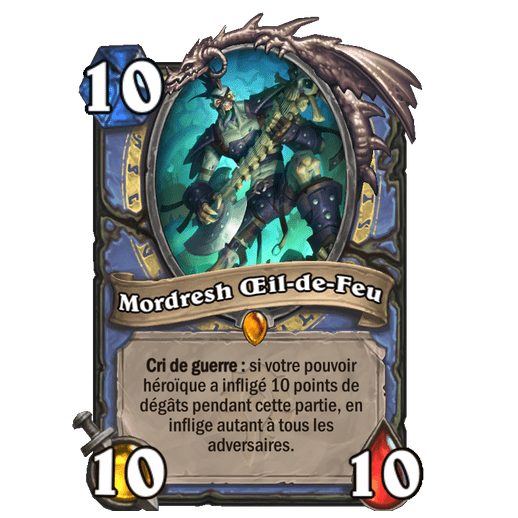 10
Mordresh Œil-de-Feu
Cri de guerre : si votre pouvoir
héroïque a infligé 10 points de
dégâts pendant cette partie, en
inflige autant à tous les
adversaires.
10
10